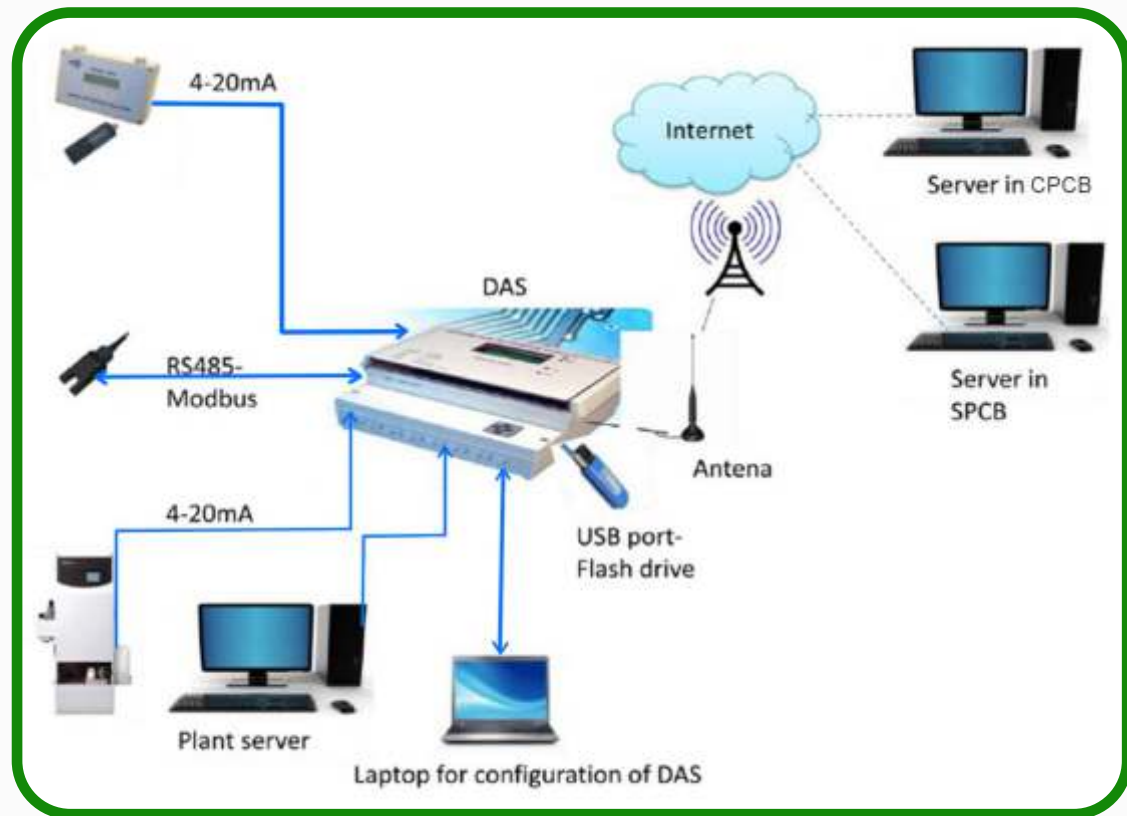 4-20mA
Internet
Server in CPCB
DAS
RS485-
Modbus
Server in
SPCB
Antena
4-20mA
USB port-
Flash drive
Plant server
Laptop for configuration of DAS